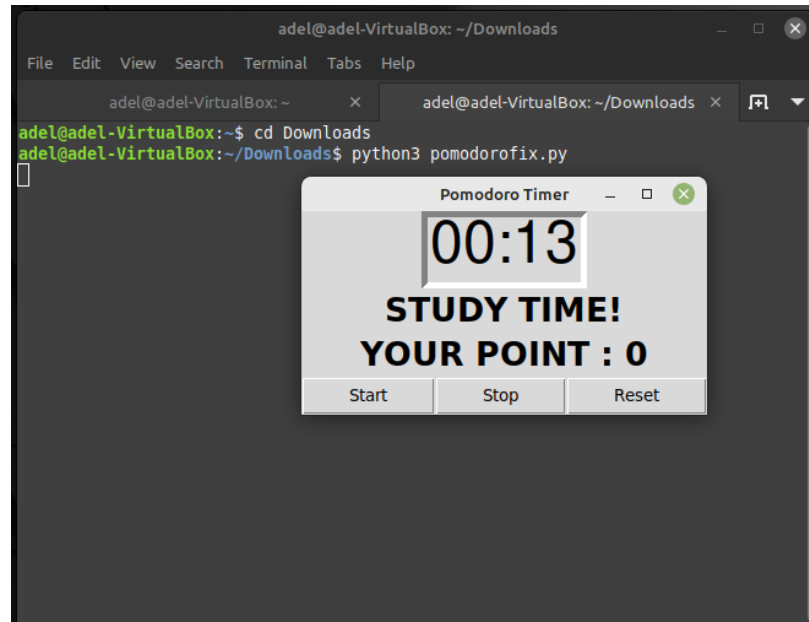 adel@adel-VirtualBox: ~/Downloads
File Edit View Search Terminal Tabs Help
adel@adel-VirtualBox: ~ × adel@adel-VirtualBox: ~/Downloads ×
adel@adel-VirtualBox:~$ cd Downloads
adel@adel-VirtualBox:~/Downloads$ python3 pomodorofix.py
Pomodoro Timer
00:13
STUDY TIME!
YOUR POINT : 0
Start Stop Reset